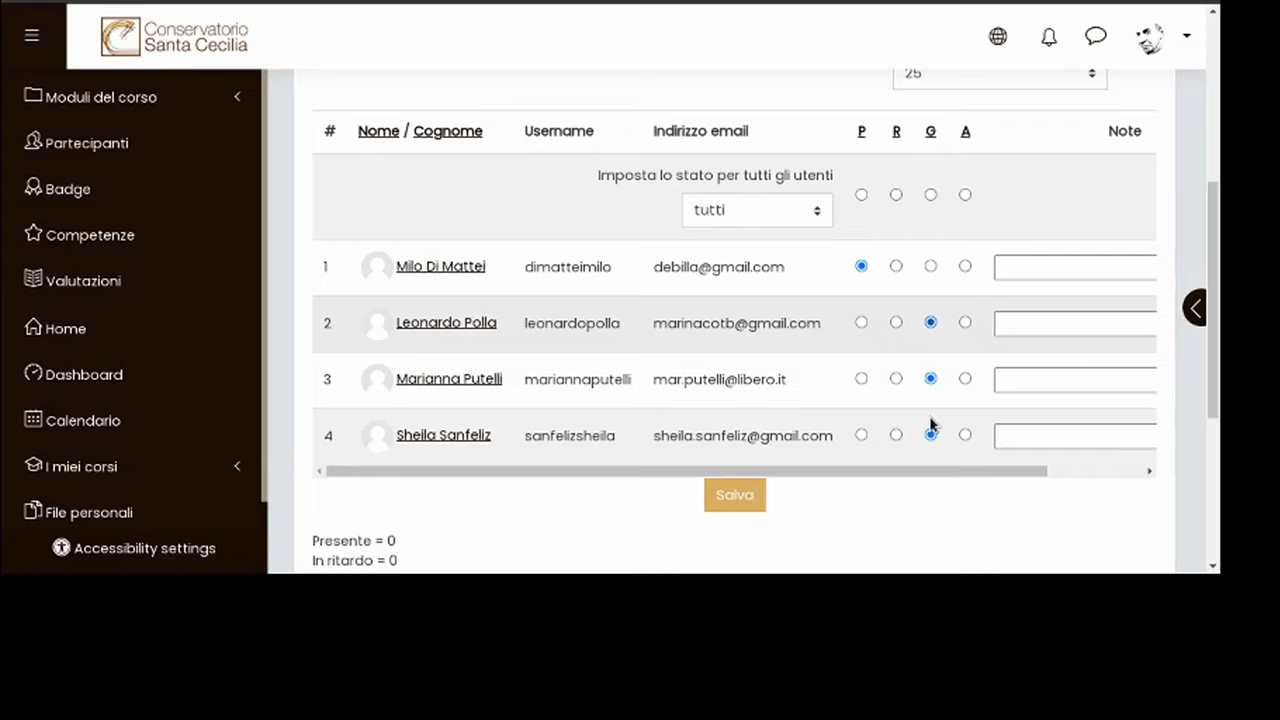 Conservatorio
Santa Cecilia
Moduli del corso
Partecipanti
Badge
Competenze
Valutazioni
Home
Dashboard
Calendario
I miei corsi
File personali
Accessibility settings
25
# Nome / Cognome Username Indirizzo email P R G A Note
Imposta lo stato per tutti gli utenti
tutti
1 Milo Di Mattei dimatteimilo debilla@gmail.com
2 Leonardo Polla leonardopolla marinacotb@gmail.com
3 Marianna Putelli mariannaputelli mar.putelli@libero.it
4 Sheila Sanfeliz sanfelizsheila sheila.sanfeliz@gmail.com
Salva
Presente = 0
In ritardo = 0